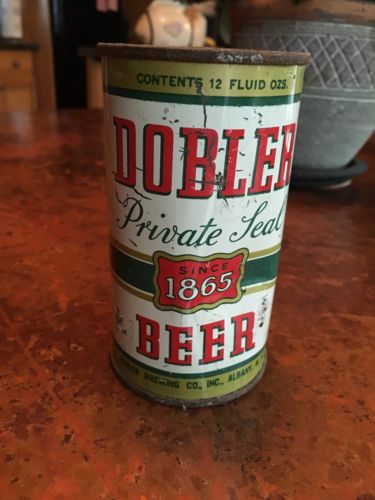 CONTENTS 12 FLUID OZS.
DOBLER
Private Seal
SINCE
1865
BEER
BREWING CO., INC., ALBANY, N.